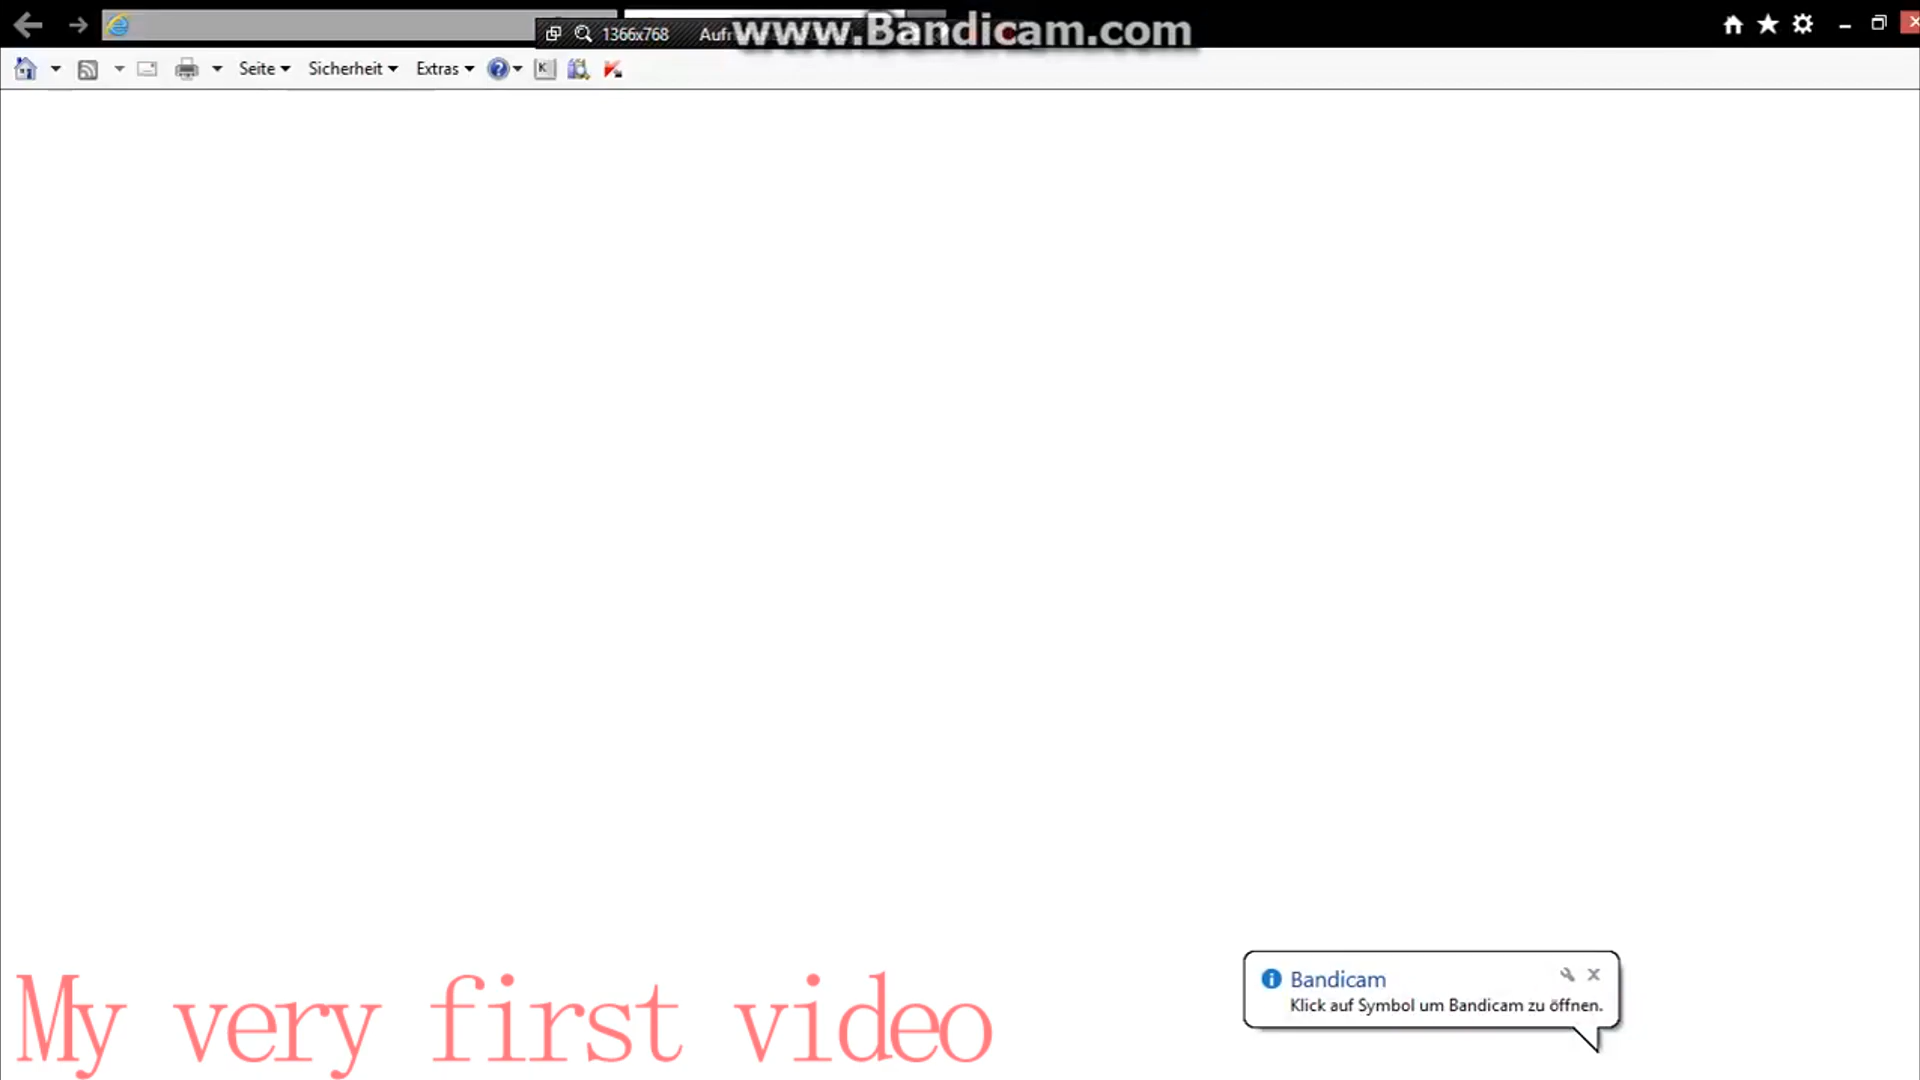 1366x768
www.Bandicam.com
Seite
Sicherheit
Extras
Bandicam
Klick auf Symbol um Bandicam zu öffnen.
My very first video